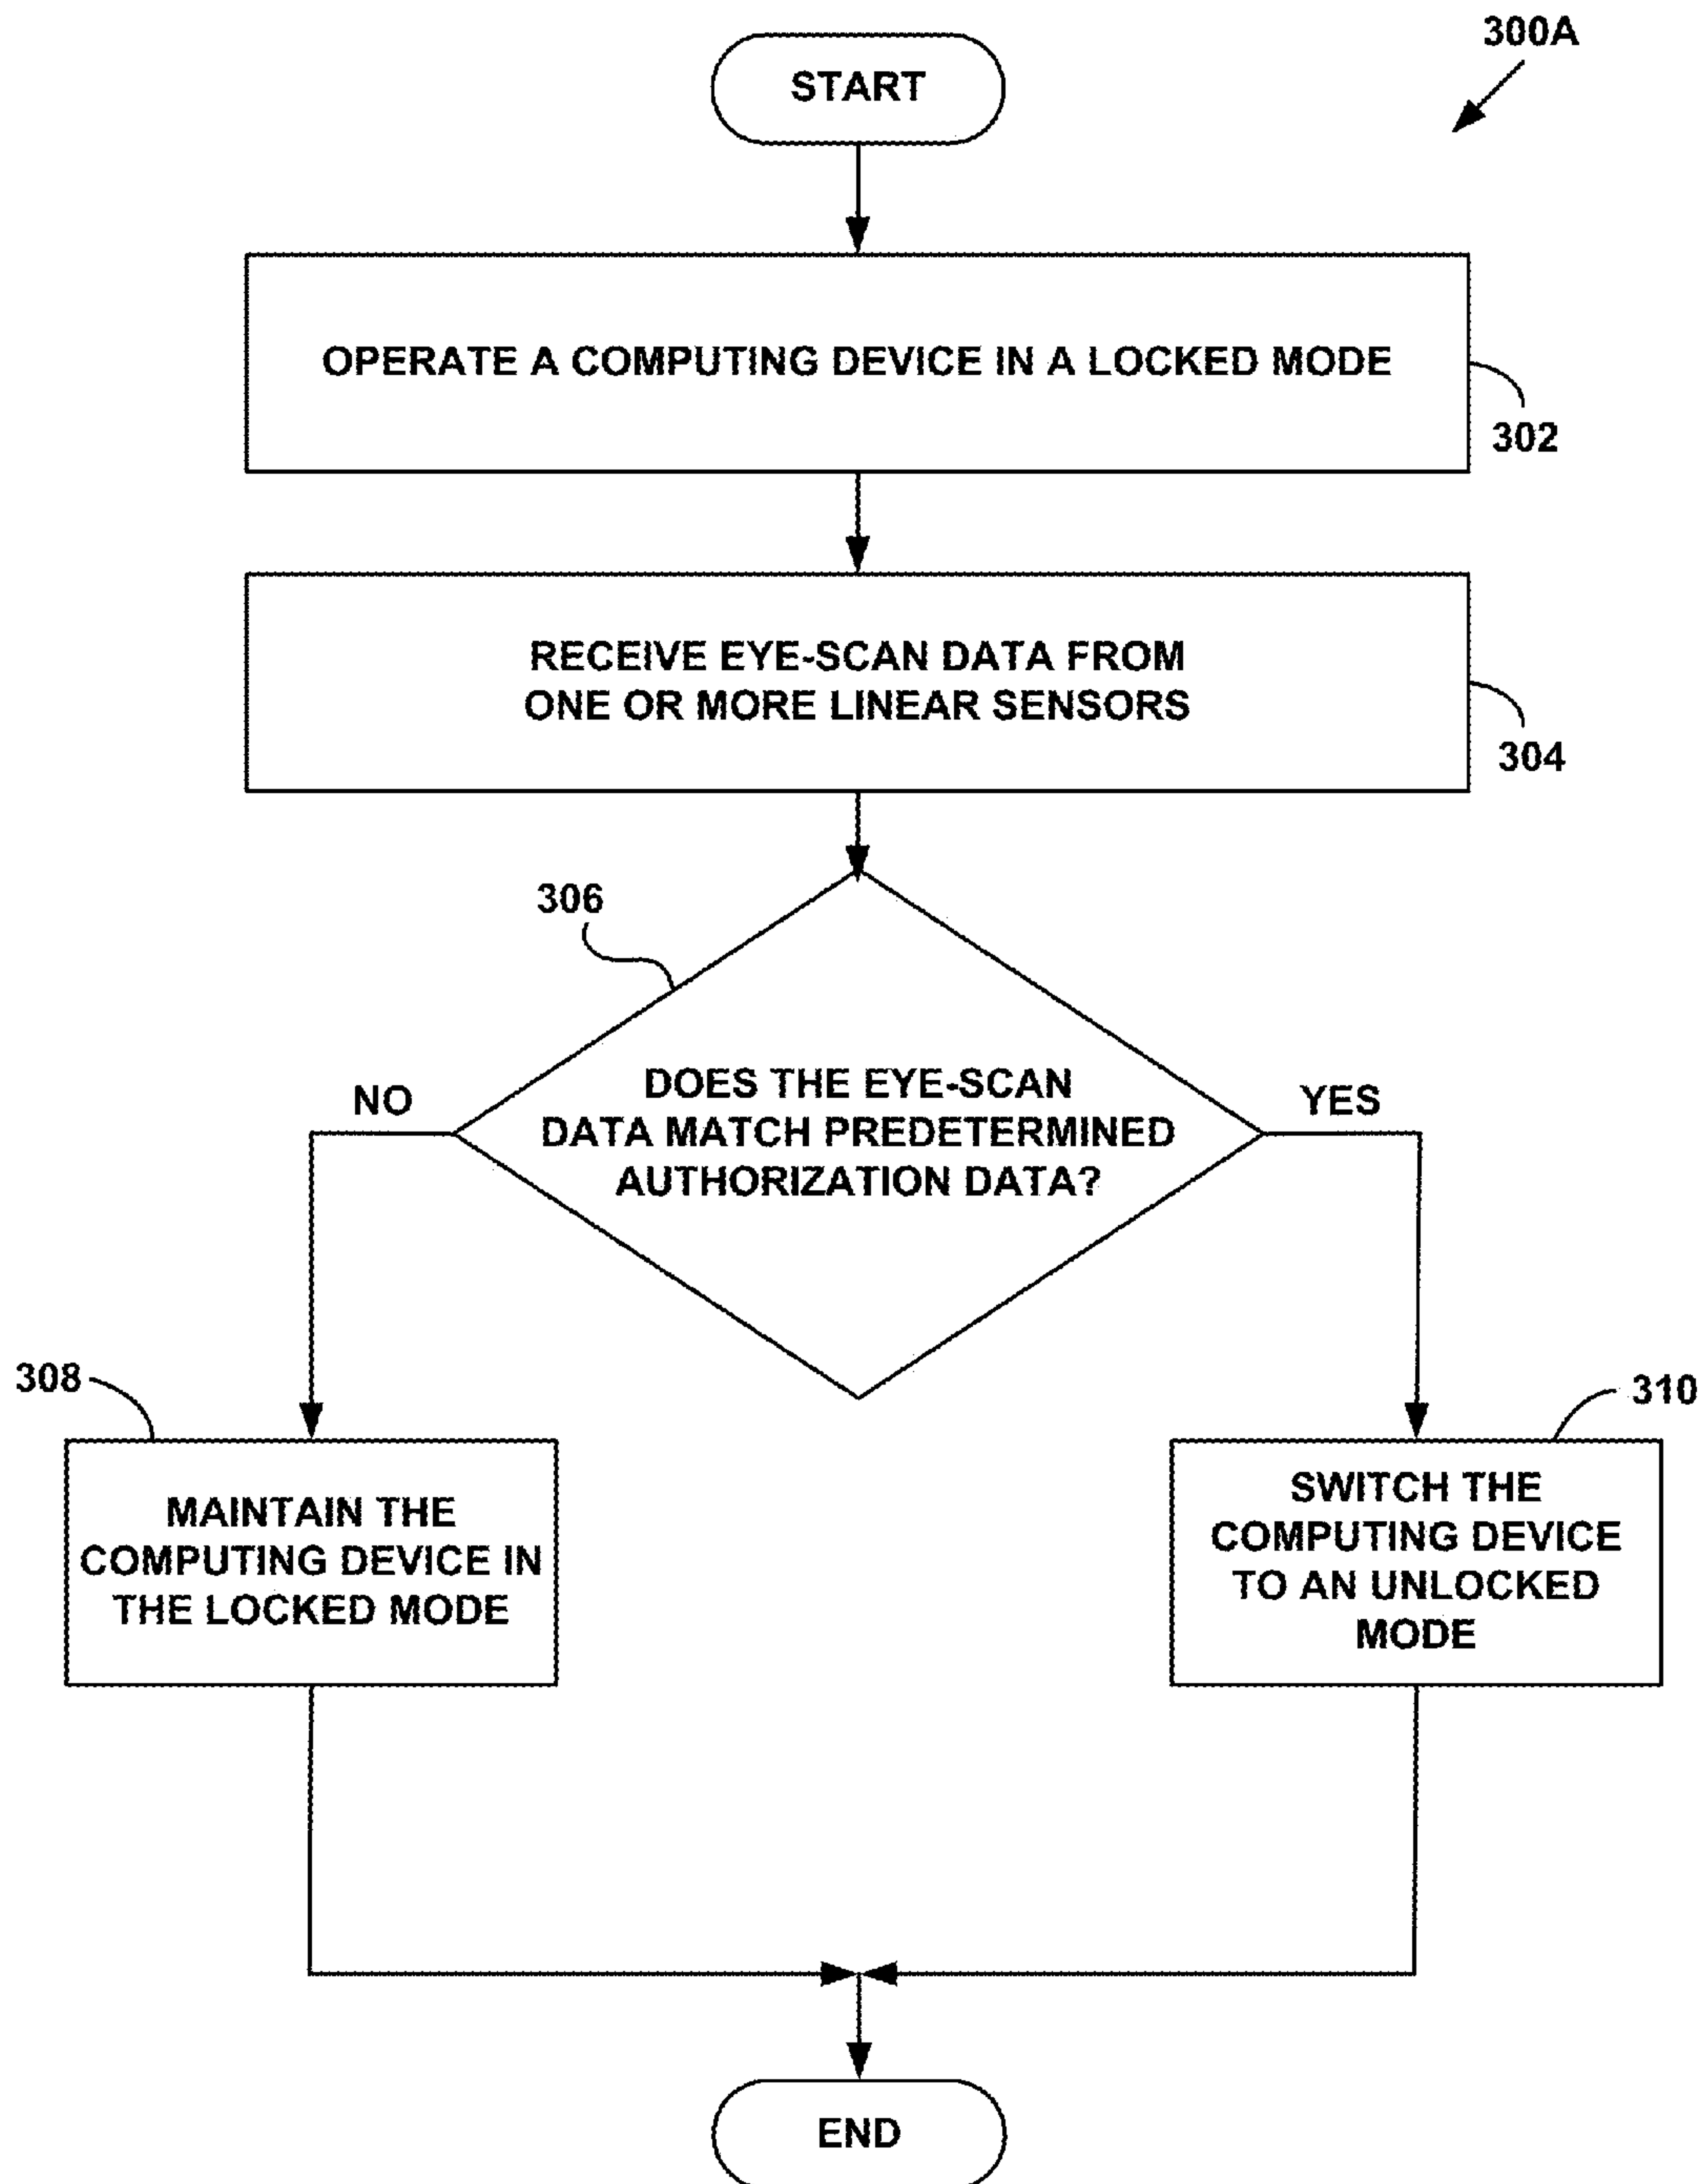 300A
START
OPERATE A COMPUTING DEVICE IN A LOCKED MODE
302
RECEIVE EYE-SCAN DATA FROM
ONE OR MORE LINEAR SENSORS
304
306
DOES THE EYE-SCAN
DATA MATCH PREDETERMINED
AUTHORIZATION DATA?
NO
YES
308
MAINTAIN THE
COMPUTING DEVICE IN
THE LOCKED MODE
310
SWITCH THE
COMPUTING DEVICE
TO AN UNLOCKED
MODE
END